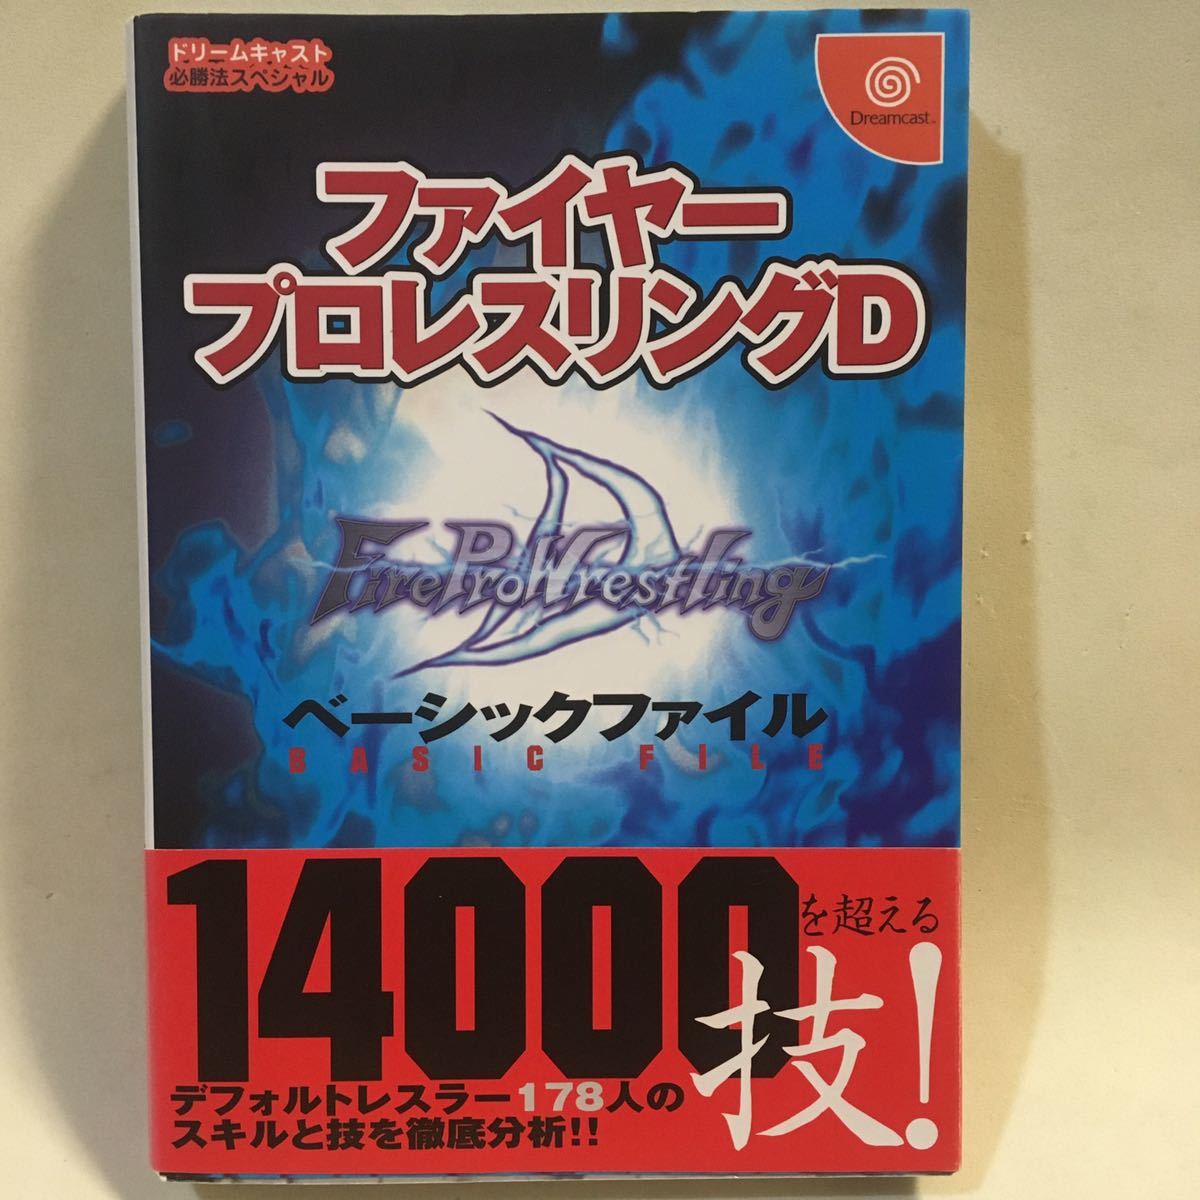 ドリームキャスト
必勝法スペシャル
Dreamcast™
ファイヤー
プロレスリングD
FireProWrestling
D
ベーシックファイル
BASIC FILE
14000を超える
技!
デフォルトレスラー178人の
スキルと技を徹底分析!!